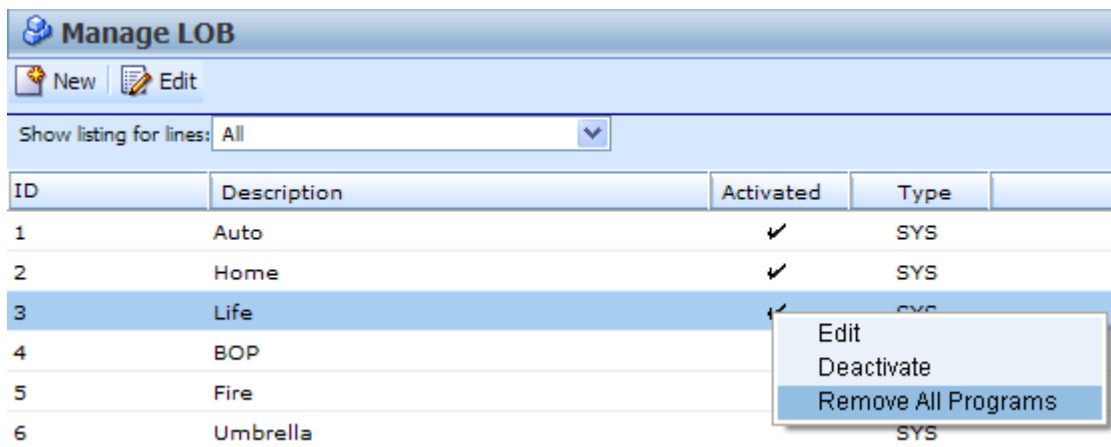 Manage LOB
New Edit
Show listing for lines: All
ID Description Activated Type
1 Auto SYS
2 Home SYS
3 Life SYS
Edit
4 BOP
Deactivate
5 Fire
Remove All Programs
6 Umbrella SYS